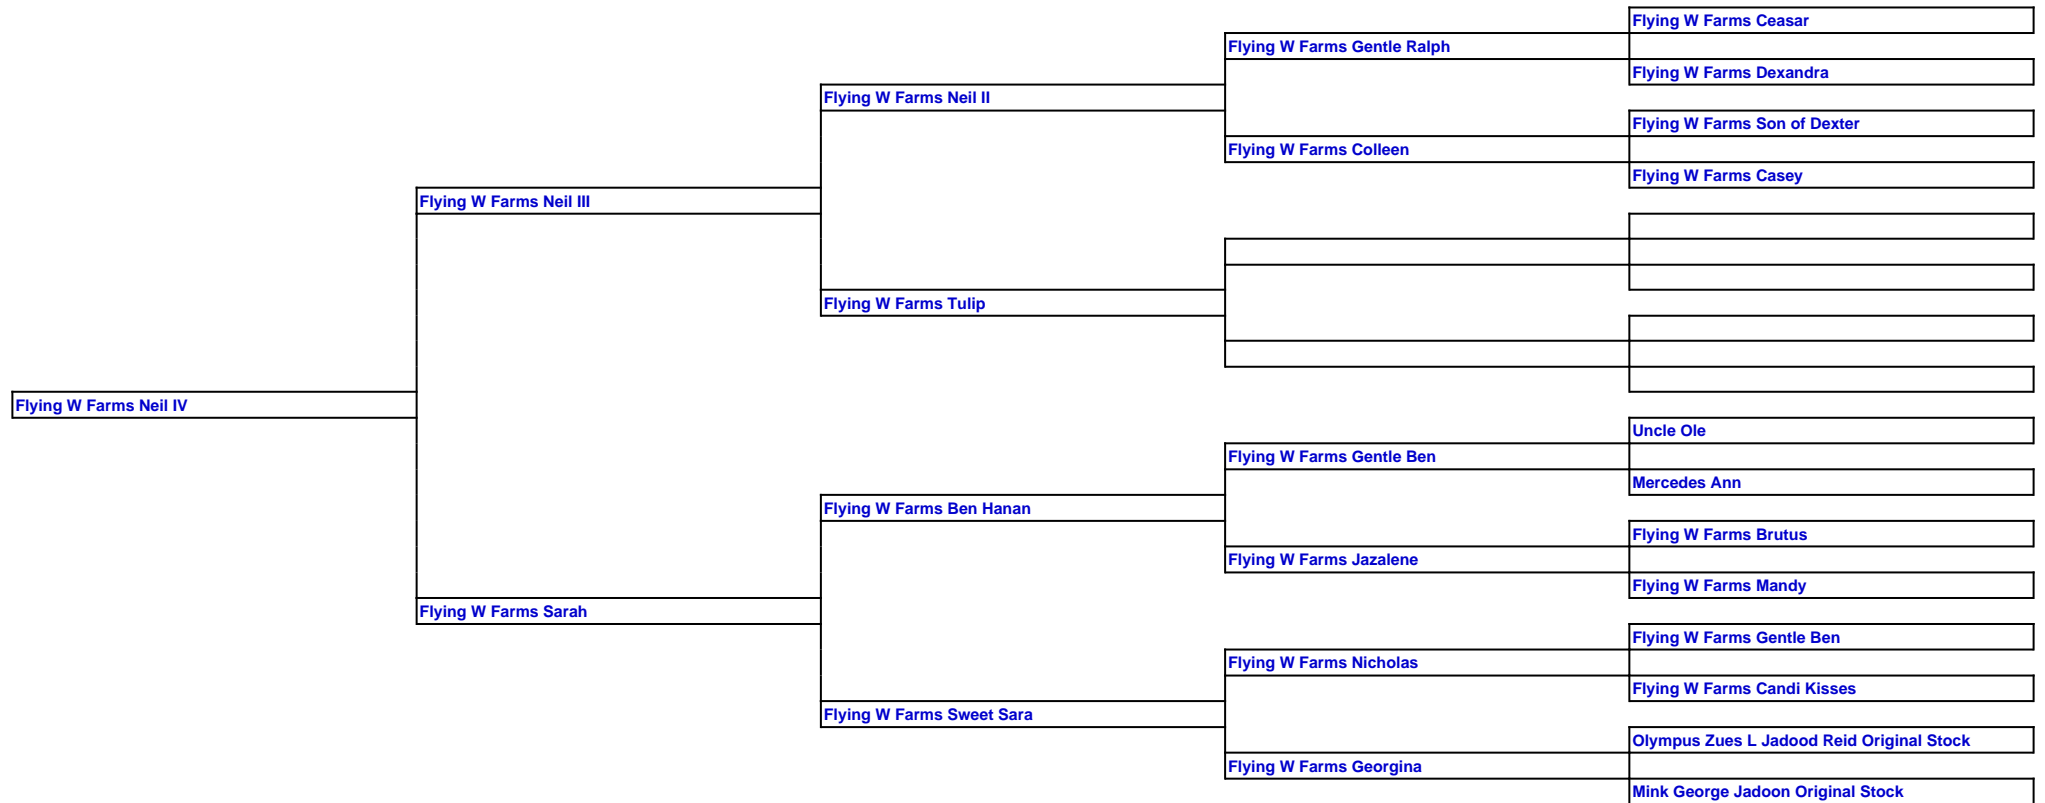 Flying W Farms Ceasar
Flying W Farms Gentle Ralph
Flying W Farms Dexandra
Flying W Farms Neil II
Flying W Farms Son of Dexter
Flying W Farms Colleen
Flying W Farms Casey
Flying W Farms Neil III
Flying W Farms Tulip
Flying W Farms Neil IV
Uncle Ole
Flying W Farms Gentle Ben
Mercedes Ann
Flying W Farms Ben Hanan
Flying W Farms Brutus
Flying W Farms Jazalene
Flying W Farms Mandy
Flying W Farms Sarah
Flying W Farms Gentle Ben
Flying W Farms Nicholas
Flying W Farms Candi Kisses
Flying W Farms Sweet Sara
Olympus Zues L Jadood Reid Original Stock
Flying W Farms Georgina
Mink George Jadoon Original Stock